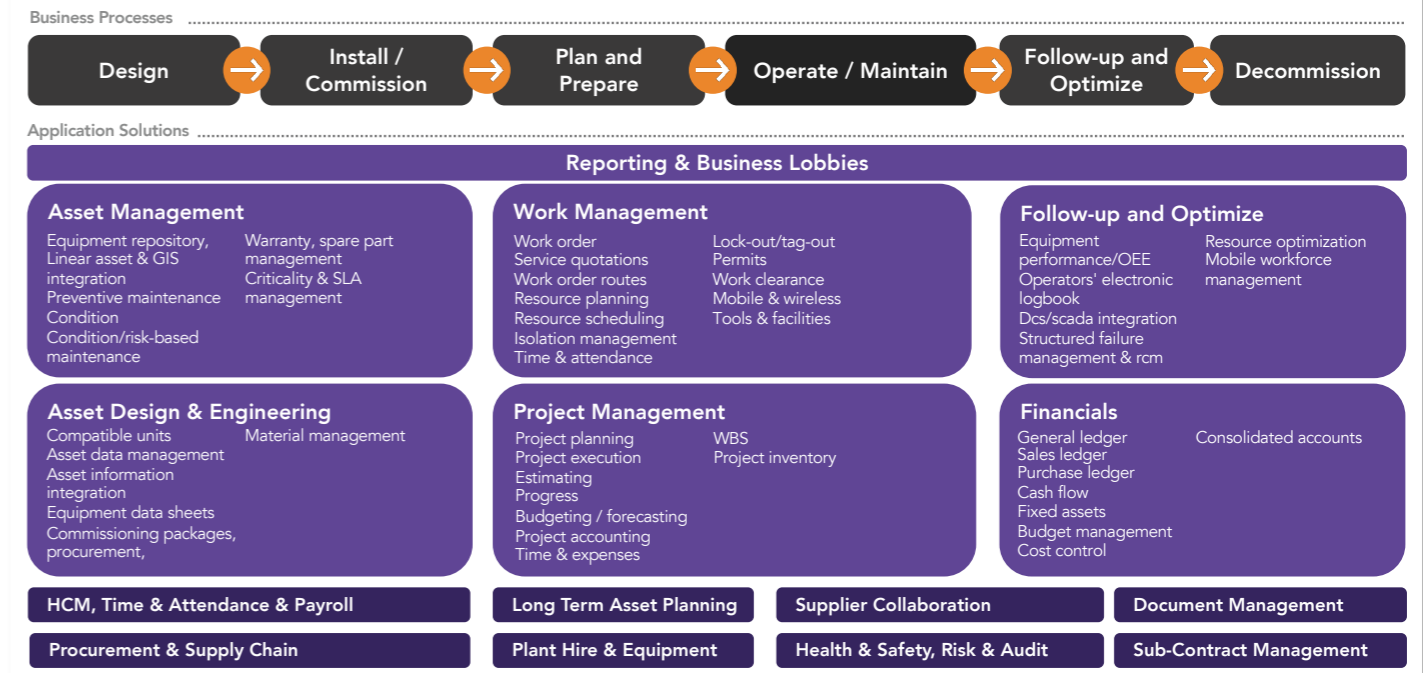 Business Processes
Design
Install /
Commission
Plan and
Prepare
Operate / Maintain
Follow-up and
Optimize
Decommission
Application Solutions
Reporting & Business Lobbies
Asset Management
Equipment repository,
Linear asset & GIS
integration
Preventive maintenance
Condition
Condition/risk-based
maintenance
Warranty, spare part
management
Criticality & SLA
management
Work Management
Work order
Service quotations
Work order routes
Resource planning
Resource scheduling
Isolation management
Time & attendance
Lock-out/tag-out
Permits
Work clearance
Mobile & wireless
Tools & facilities
Follow-up and Optimize
Equipment
performance/OEE
Operators' electronic
logbook
Dcs/scada integration
Structured failure
management & rcm
Resource optimization
Mobile workforce
management
Asset Design & Engineering
Compatible units
Asset data management
Asset information
integration
Equipment data sheets
Commissioning packages,
procurement,
Material management
Project Management
Project planning
Project execution
Estimating
Progress
Budgeting / forecasting
Project accounting
Time & expenses
WBS
Project inventory
Financials
General ledger
Sales ledger
Purchase ledger
Cash flow
Fixed assets
Budget management
Cost control
Consolidated accounts
HCM, Time & Attendance & Payroll
Long Term Asset Planning
Supplier Collaboration
Document Management
Procurement & Supply Chain
Plant Hire & Equipment
Health & Safety, Risk & Audit
Sub-Contract Management